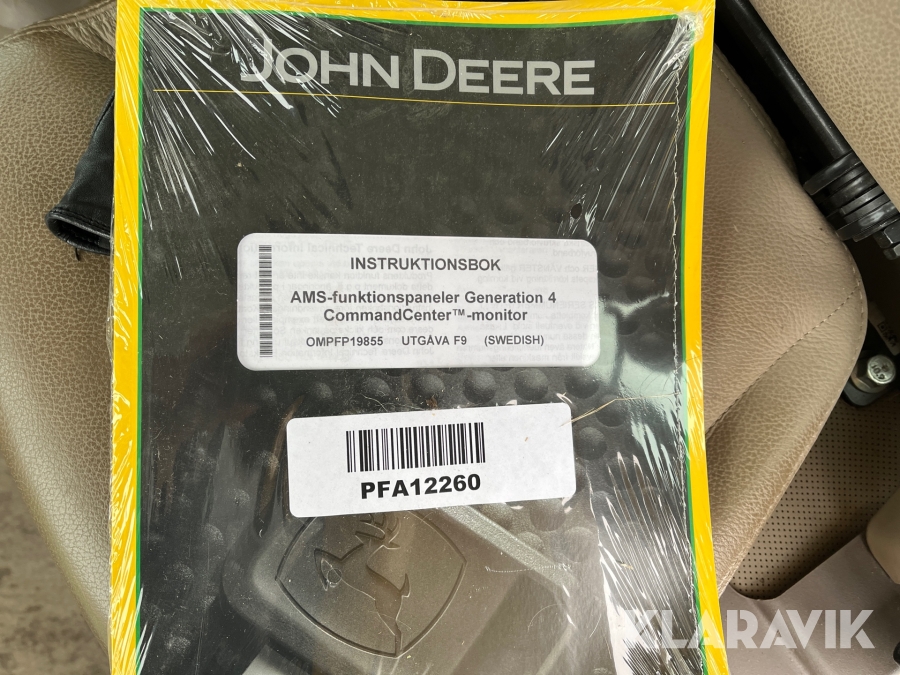 JOHN DEERE
INSTRUKTIONSBOK
AMS-funktionspaneler Generation 4
CommandCenter™-monitor
OMPFP19855 UTGÅVA F9 (SWEDISH)
PFA12260
KLARAVIK